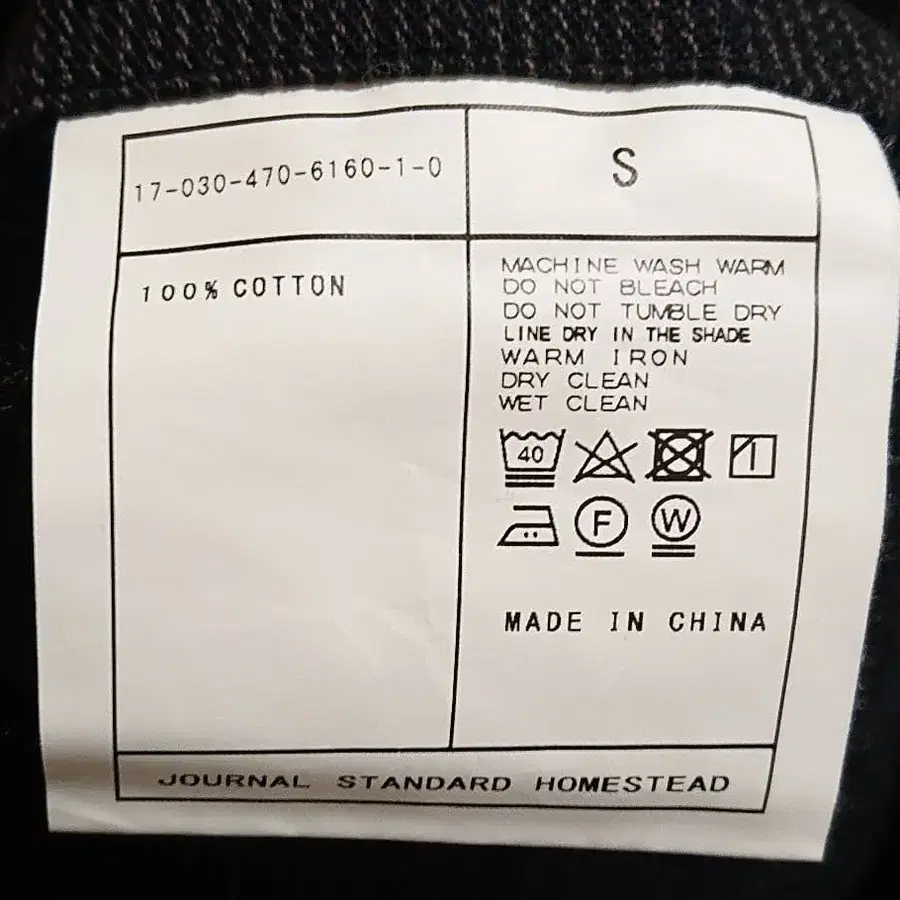 17-030-470-6160-1-0
S
100% COTTON
MACHINE WASH WARM
DO NOT BLEACH
DO NOT TUMBLE DRY
LINE DRY IN THE SHADE
WARM IRON
DRY CLEAN
WET CLEAN
40
F W
MADE IN CHINA
JOURNAL STANDARD HOMESTEAD